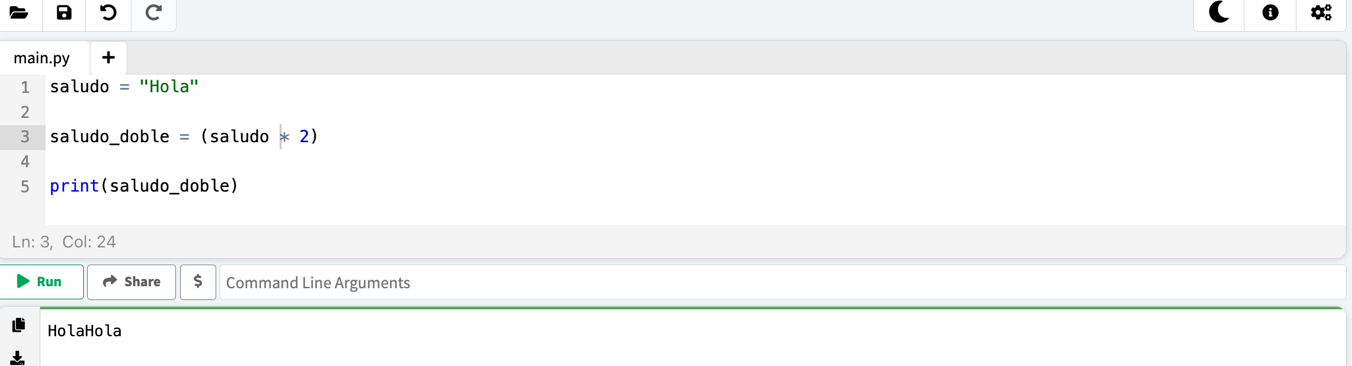 main.py +
1 saludo = "Hola"
2
3 saludo_doble = (saludo * 2)
4
5 print(saludo_doble)
Ln: 3, Col: 24
Run Share $ Command Line Arguments
HolaHola